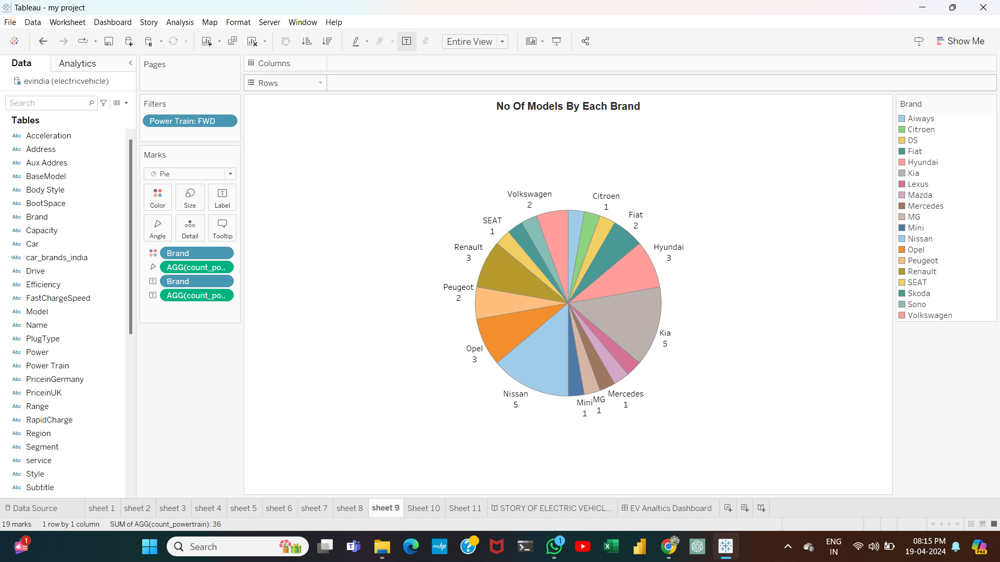 Tableau - my project
File Data Worksheet Dashboard Story Analysis Map Format Server Window Help
Entire View
Show Me
Data Analytics
evindia (electricvehicle)
Search
Tables
Abc Acceleration
Abc Address
Abc Aux Addres
Abc BaseModel
Abc Body Style
Abc BootSpace
Abc Brand
Abc Capacity
Abc Car
=Abc car_brands_india
Abc Drive
Abc Efficiency
Abc FastChargeSpeed
Abc Model
Abc Name
Abc PlugType
Abc Power
Abc Power Train
Abc PriceinGermany
Abc PriceinUK
Abc Range
Abc RapidCharge
Abc Region
Abc Segment
Abc service
Abc Style
Abc Subtitle
Pages
Filters
Power Train: FWD
Marks
Pie
Color Size Label
Angle Detail Tooltip
Brand
AGG(count_po..
Brand
AGG(count_po..
Columns
Rows
No Of Models By Each Brand
Volkswagen
2
Citroen
1
Fiat
2
SEAT
1
Renault
3
Hyundai
3
Peugeot
2
Kia
5
Opel
3
Nissan
5
Mini
1
MG
1
Mercedes
1
Brand
Aiways
Citroen
DS
Fiat
Hyundai
Kia
Lexus
Mazda
Mercedes
MG
Mini
Nissan
Opel
Peugeot
Renault
SEAT
Skoda
Sono
Volkswagen
Data Source sheet 1 sheet 2 sheet 3 sheet 4 sheet 5 sheet 6 sheet 7 sheet 8 sheet 9 Sheet 10 Sheet 11 STORY OF ELECTRIC VEHICL... EV Analtics Dashboard
19 marks 1 row by 1 column SUM of AGG(count_powertrain): 36
1
Search
myhp
1
ENG
IN
08:15 PM
19-04-2024
PRE